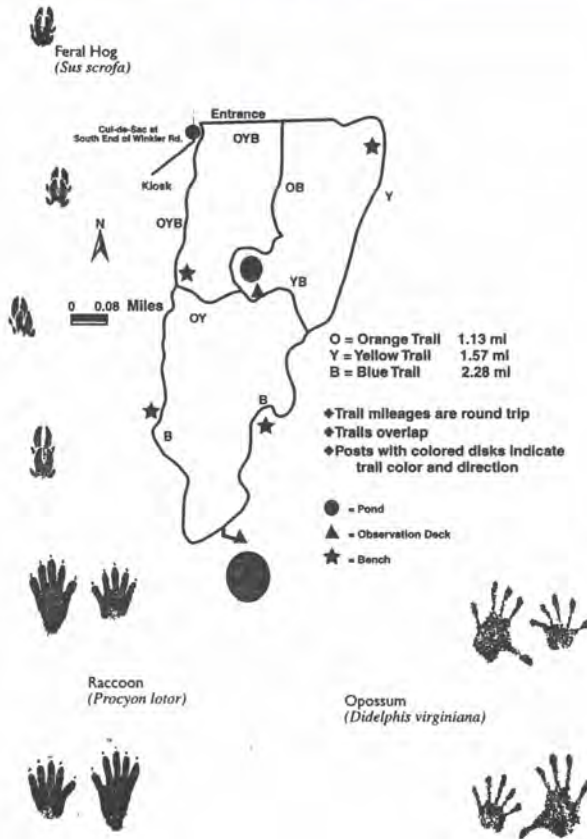 Feral Hog
(Sus scrofa)
Entrance
Cul-de-Sac at
South End of Winkler Rd.
OYB
Kiosk
OB
Y
OYB
N
YB
0 0.08 Miles
OY
O = Orange Trail 1.13 mi
Y = Yellow Trail 1.57 mi
B = Blue Trail 2.28 mi
B
B
◆Trail mileages are round trip
◆Trails overlap
◆Posts with colored disks indicate
trail color and direction
= Pond
= Observation Deck
= Bench
Raccoon
(Procyon lotor)
Opossum
(Didelphis virginiana)